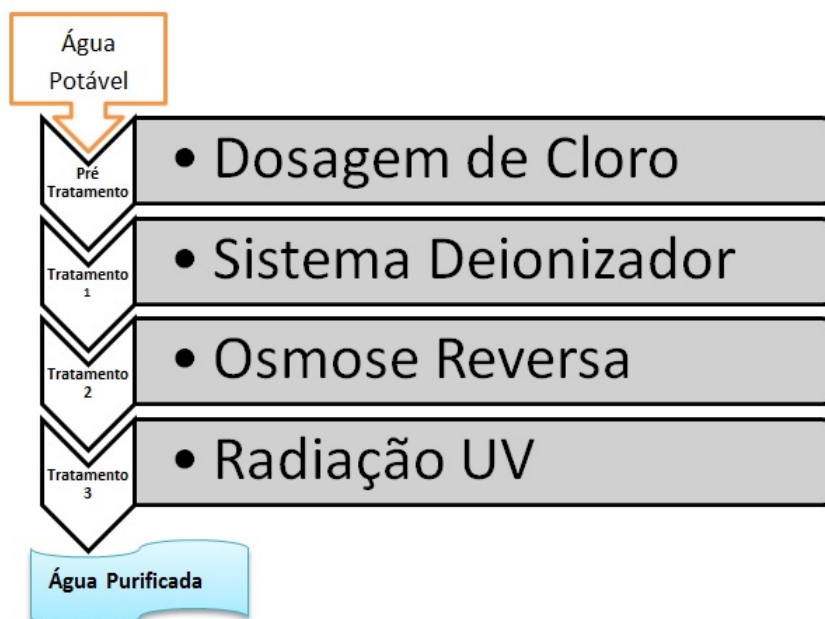 Água
Potável
Pré
Tratamento
• Dosagem de Cloro
Tratamento
1
• Sistema Deionizador
Tratamento
2
• Osmose Reversa
Tratamento
3
• Radiação UV
Água Purificada